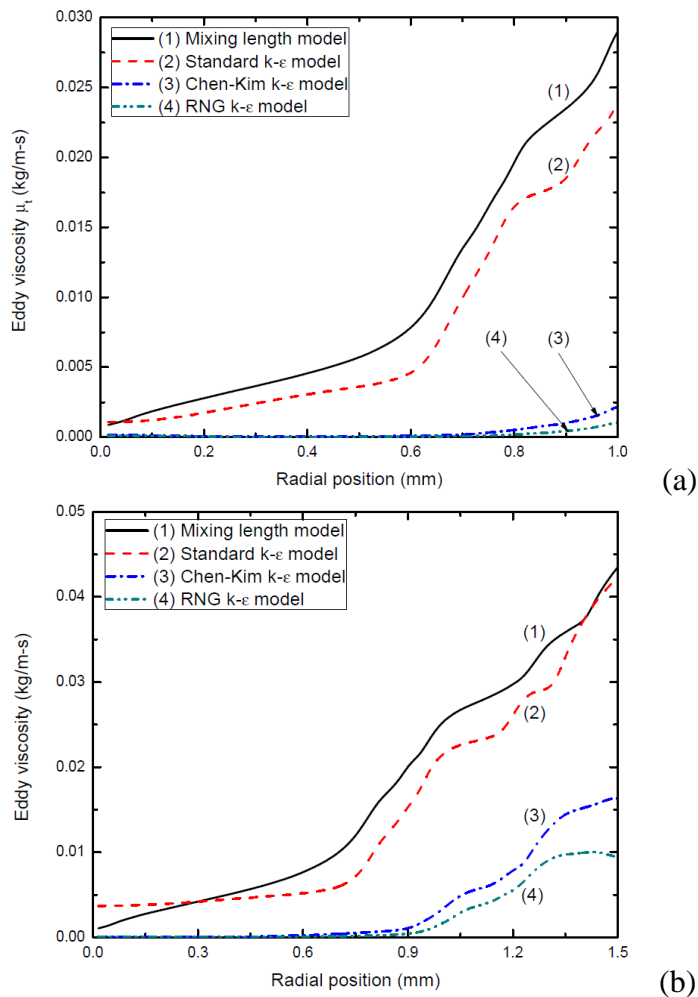 (1) Mixing length model
(2) Standard k-ε model
(3) Chen-Kim k-ε model
(4) RNG k-ε model
(1)
(2)
(4)
(3)
0.030
0.025
0.020
0.015
0.010
0.005
0.000
Eddy viscosity μt (kg/m-s)
0.0 0.2 0.4 0.6 0.8 1.0
Radial position (mm)
(a)
(1) Mixing length model
(2) Standard k-ε model
(3) Chen-Kim k-ε model
(4) RNG k-ε model
(1)
(2)
(3)
(4)
0.05
0.04
0.03
0.02
0.01
0.00
Eddy viscosity (kg/m-s)
0.0 0.3 0.6 0.9 1.2 1.5
Radial position (mm)
(b)